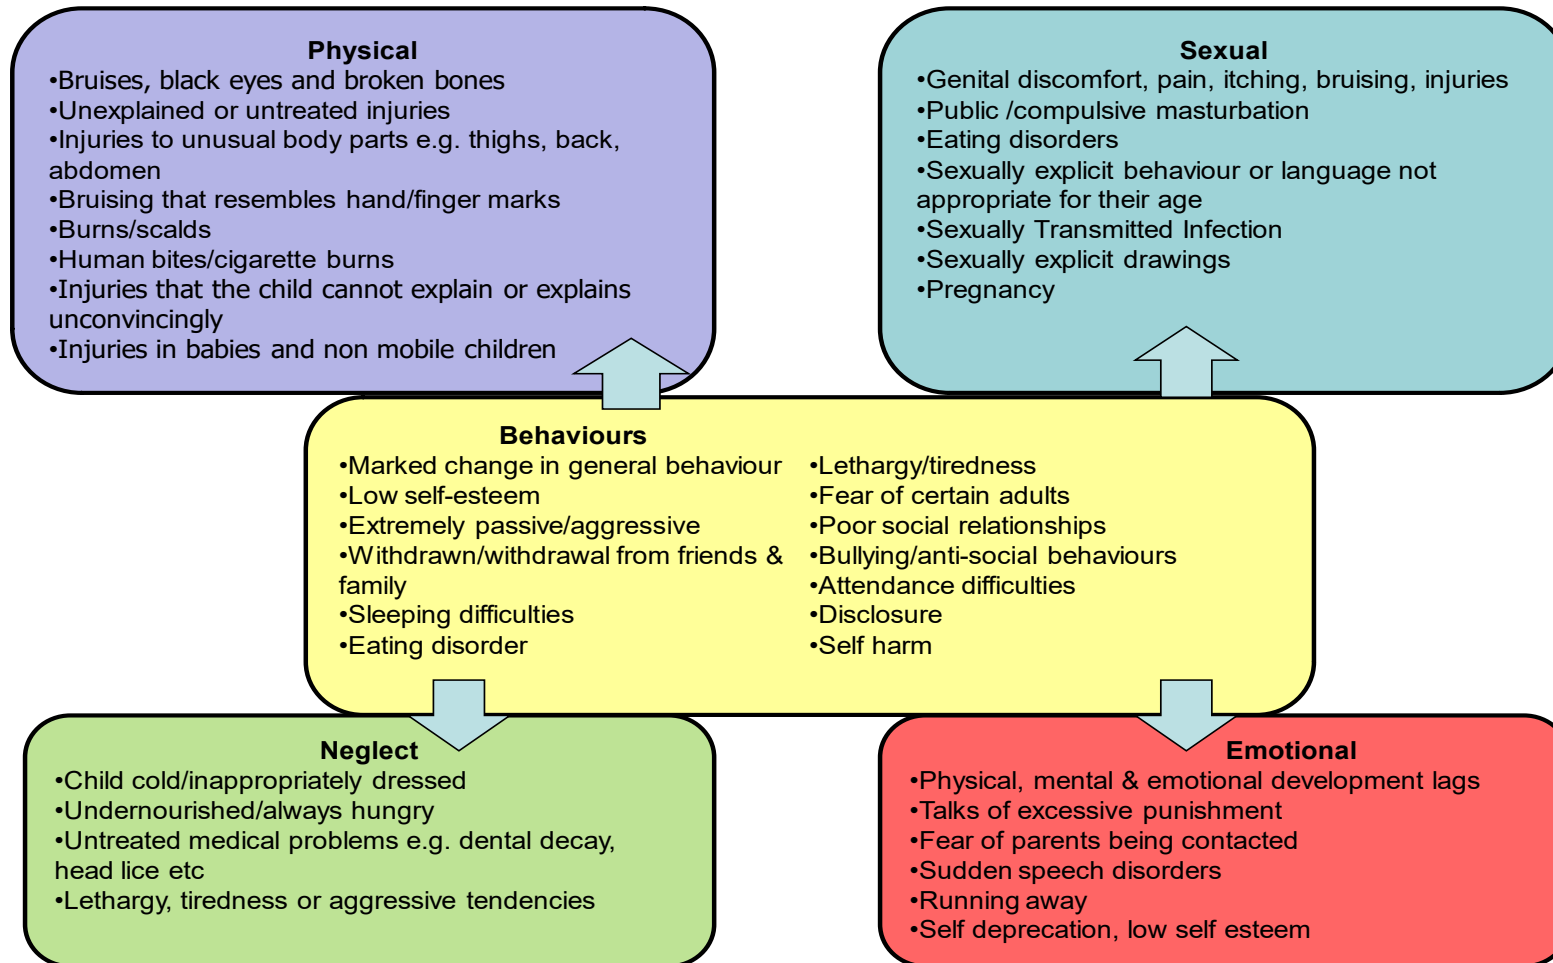 Physical
•Bruises, black eyes and broken bones
•Unexplained or untreated injuries
•Injuries to unusual body parts e.g. thighs, back,
abdomen
•Bruising that resembles hand/finger marks
•Burns/scalds
•Human bites/cigarette burns
•Injuries that the child cannot explain or explains
unconvincingly
•Injuries in babies and non mobile children
Sexual
•Genital discomfort, pain, itching, bruising, injuries
•Public /compulsive masturbation
•Eating disorders
•Sexually explicit behaviour or language not
appropriate for their age
•Sexually Transmitted Infection
•Sexually explicit drawings
•Pregnancy
Behaviours
•Marked change in general behaviour
•Low self-esteem
•Extremely passive/aggressive
•Withdrawn/withdrawal from friends &
family
•Sleeping difficulties
•Eating disorder
•Lethargy/tiredness
•Fear of certain adults
•Poor social relationships
•Bullying/anti-social behaviours
•Attendance difficulties
•Disclosure
•Self harm
Neglect
•Child cold/inappropriately dressed
•Undernourished/always hungry
•Untreated medical problems e.g. dental decay,
head lice etc
•Lethargy, tiredness or aggressive tendencies
Emotional
•Physical, mental & emotional development lags
•Talks of excessive punishment
•Fear of parents being contacted
•Sudden speech disorders
•Running away
•Self deprecation, low self esteem